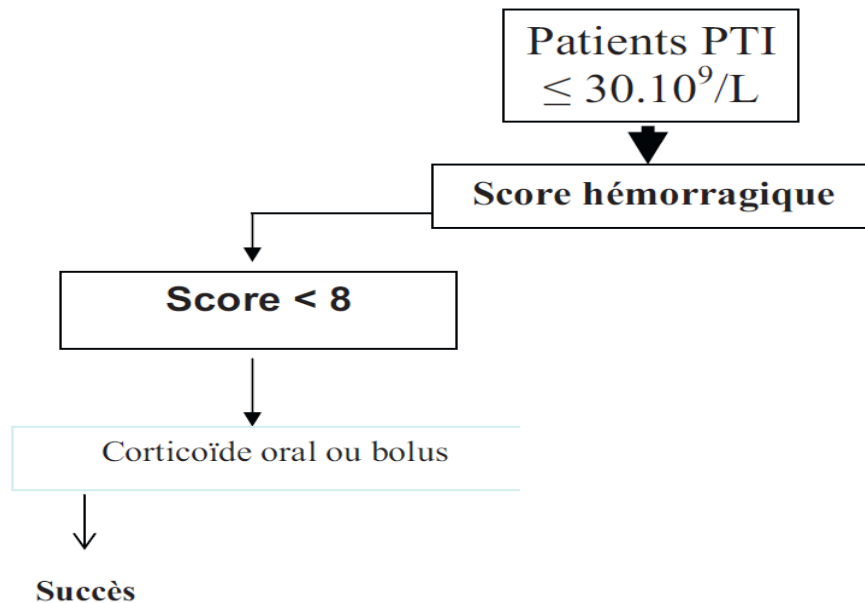 Patients PTI
≤ 30.10⁹/L
Score hémorragique
Score < 8
Corticoïde oral ou bolus
Succès